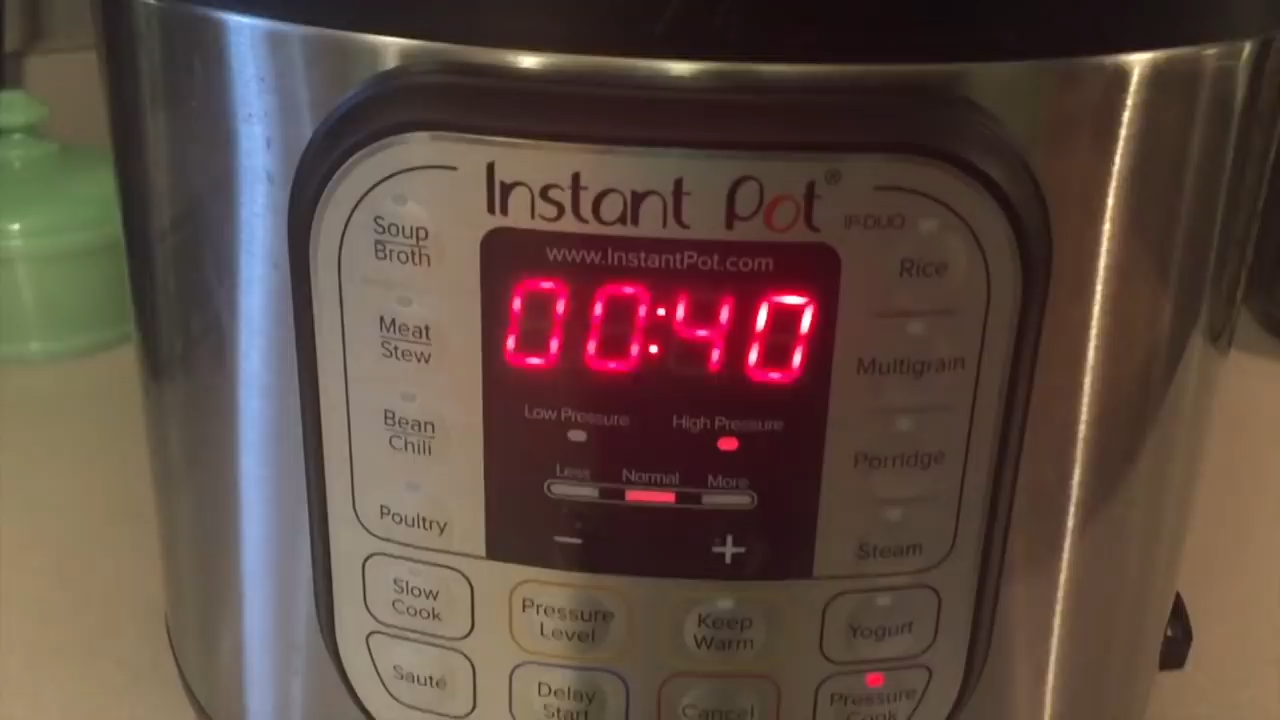 Instant Pot®
IP-DUO
www.InstantPot.com
00:40
Low Pressure
High Pressure
Less
Normal
More
−
+
Soup
Broth
Meat
Stew
Bean
Chili
Poultry
Rice
Multigrain
Porridge
Steam
Slow
Cook
Pressure
Level
Keep
Warm
Yogurt
Sauté
Delay
Start
Cancel
Pressure
Cook